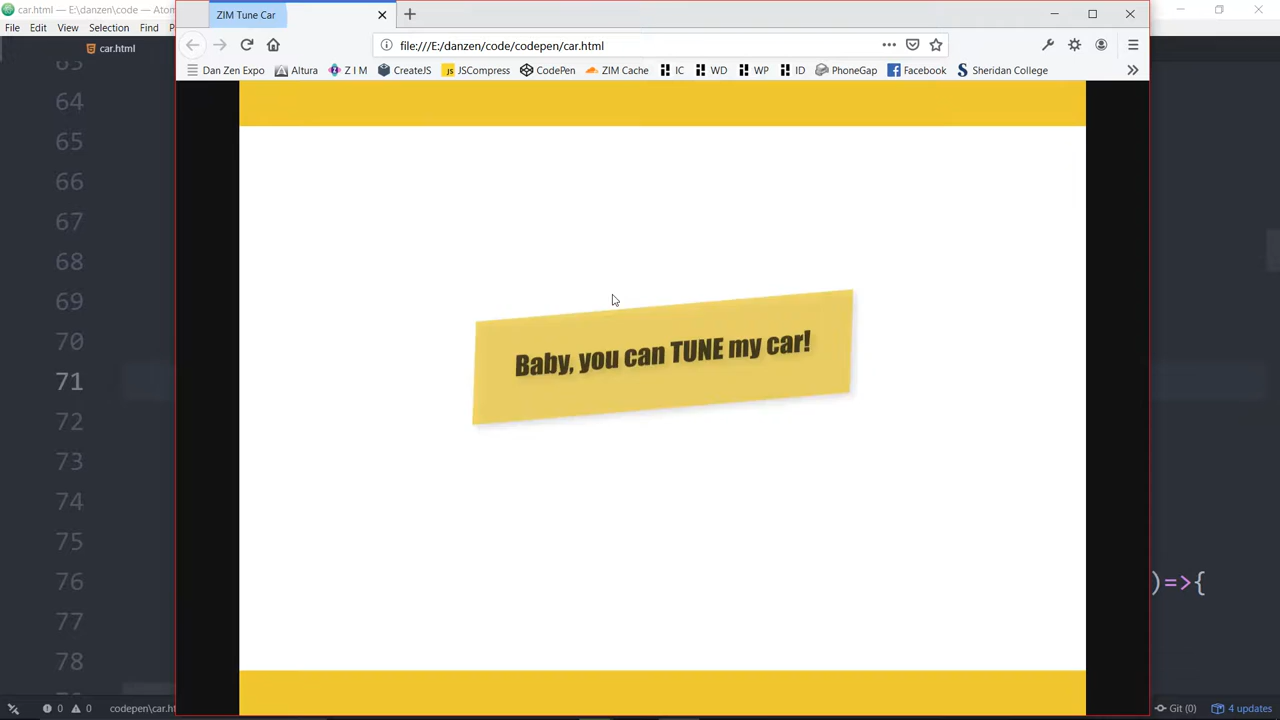 car.html — E:\danzen\code — Atom
File Edit View Selection Find
car.html
ZIM Tune Car
file:///E:/danzen/code/codepen/car.html
Dan Zen Expo Altura Z I M CreateJS JSCompress CodePen ZIM Cache IC WD WP ID PhoneGap Facebook Sheridan College
64
65
66
67
68
69
70
71
72
73
74
75
76 )=>{
77
78
Baby, you can TUNE my car!
0 0 codepen\car.ht Git (0) 4 updates